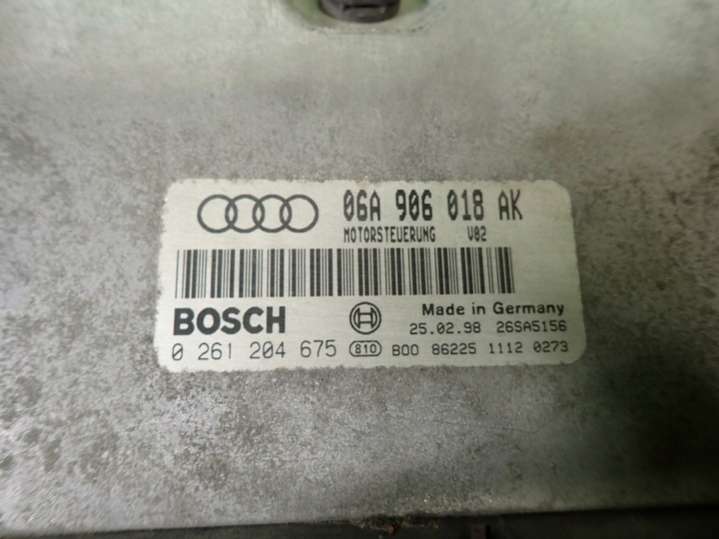 06A 906 018 AK
MOTORSTEUERUNG V02
BOSCH
Made in Germany
25.02.98 26SA5156
0 261 204 675 810 B00 86225 1112 0273